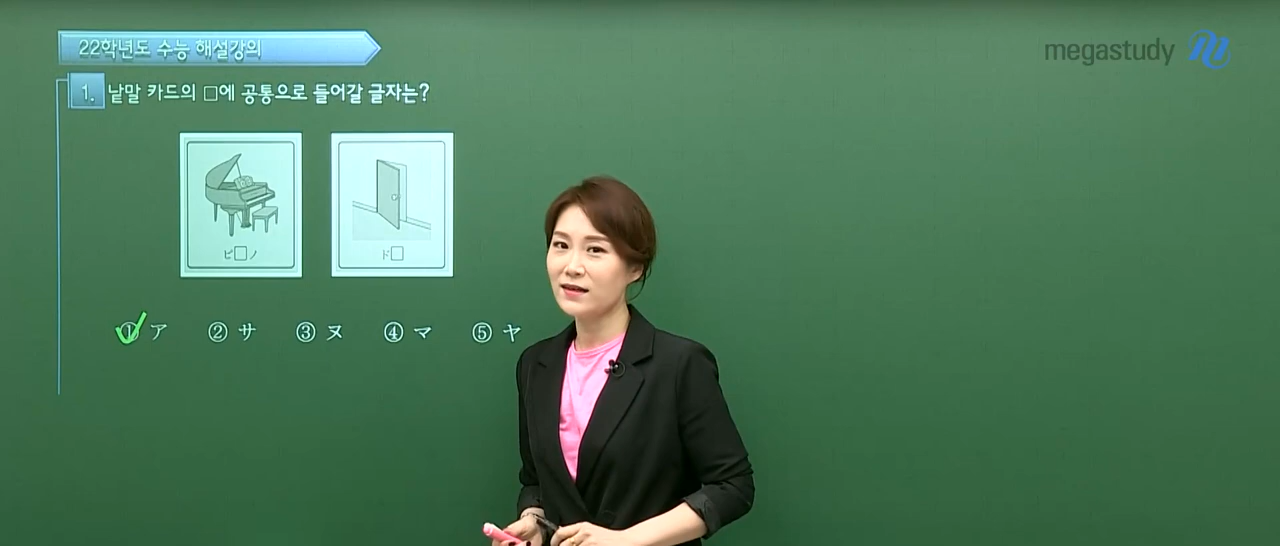 22학년도 수능 해설강의
megastudy
1. 낱말 카드의 □에 공통으로 들어갈 글자는?
ピ□ノ
ド□
① ア ② サ ③ ヌ ④ マ ⑤ ヤ